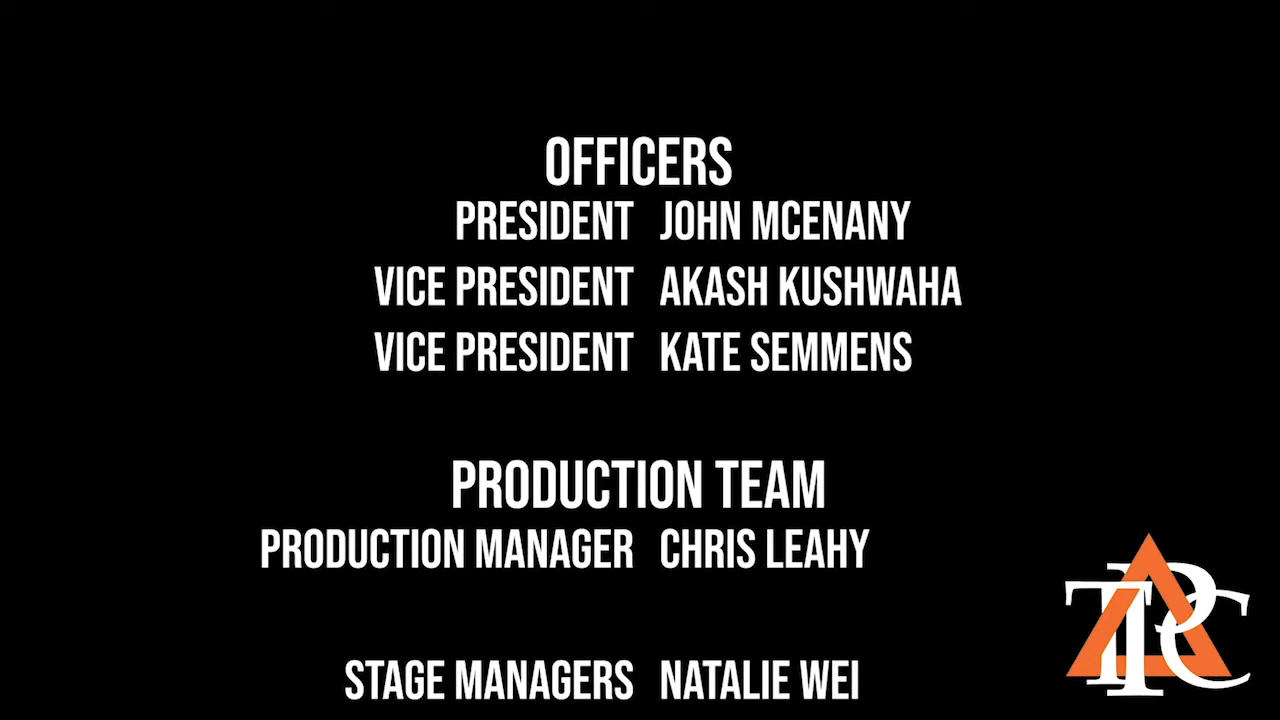 OFFICERS
PRESIDENT JOHN MCENANY
VICE PRESIDENT AKASH KUSHWAHA
VICE PRESIDENT KATE SEMMENS
PRODUCTION TEAM
PRODUCTION MANAGER CHRIS LEAHY
STAGE MANAGERS NATALIE WEI
TPC